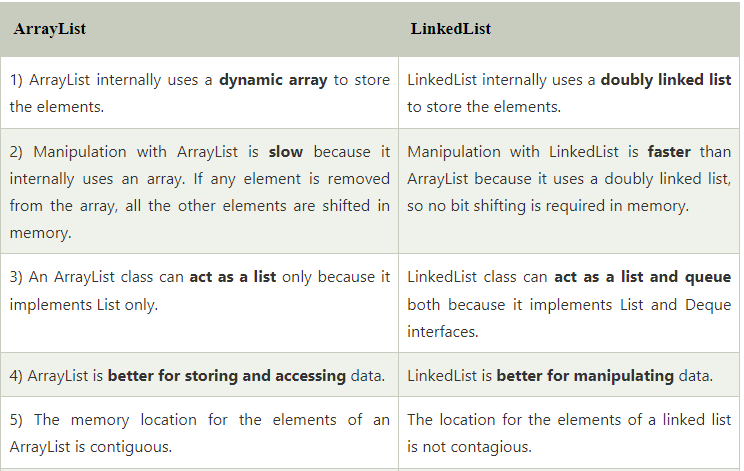 ArrayList
LinkedList
1) ArrayList internally uses a dynamic array to store
the elements.
LinkedList internally uses a doubly linked list
to store the elements.
2) Manipulation with ArrayList is slow because it
internally uses an array. If any element is removed
from the array, all the other elements are shifted in
memory.
Manipulation with LinkedList is faster than
ArrayList because it uses a doubly linked list,
so no bit shifting is required in memory.
3) An ArrayList class can act as a list only because it
implements List only.
LinkedList class can act as a list and queue
both because it implements List and Deque
interfaces.
4) ArrayList is better for storing and accessing data.
LinkedList is better for manipulating data.
5) The memory location for the elements of an
ArrayList is contiguous.
The location for the elements of a linked list
is not contagious.